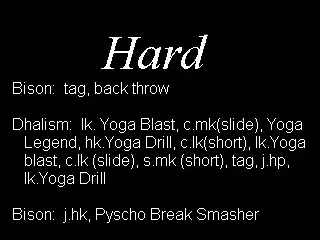 Hard
Bison:  tag, back throw
Dhalism:  lk. Yoga Blast, c.mk(slide), Yoga
Legend, hk.Yoga Drill, c.lk(short), lk.Yoga
blast, c.lk (slide), s.mk (short), tag, j.hp,
lk.Yoga Drill
Bison:  j.hk, Pyscho Break Smasher